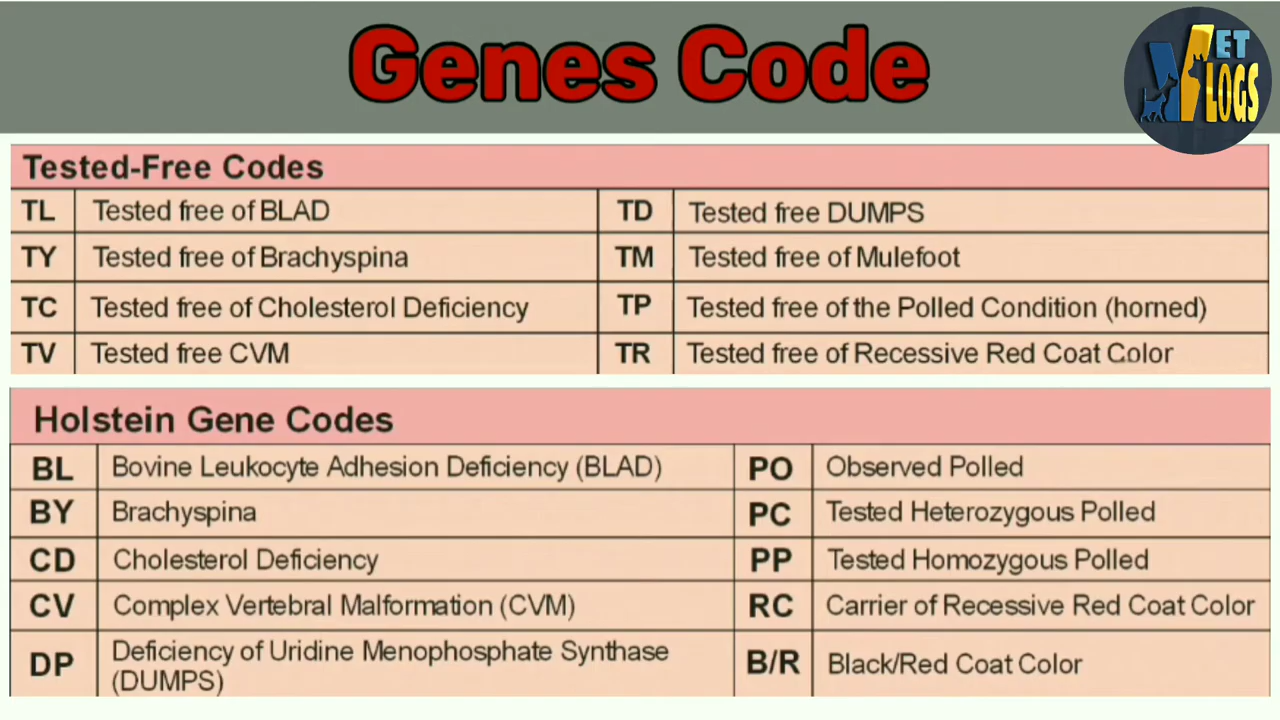 Genes Code
VET
VLOGS
Tested-Free Codes
TL Tested free of BLAD TD Tested free DUMPS
TY Tested free of Brachyspina TM Tested free of Mulefoot
TC Tested free of Cholesterol Deficiency TP Tested free of the Polled Condition (horned)
TV Tested free CVM TR Tested free of Recessive Red Coat Color
Holstein Gene Codes
BL Bovine Leukocyte Adhesion Deficiency (BLAD) PO Observed Polled
BY Brachyspina PC Tested Heterozygous Polled
CD Cholesterol Deficiency PP Tested Homozygous Polled
CV Complex Vertebral Malformation (CVM) RC Carrier of Recessive Red Coat Color
DP Deficiency of Uridine Menophosphate Synthase B/R Black/Red Coat Color
(DUMPS)